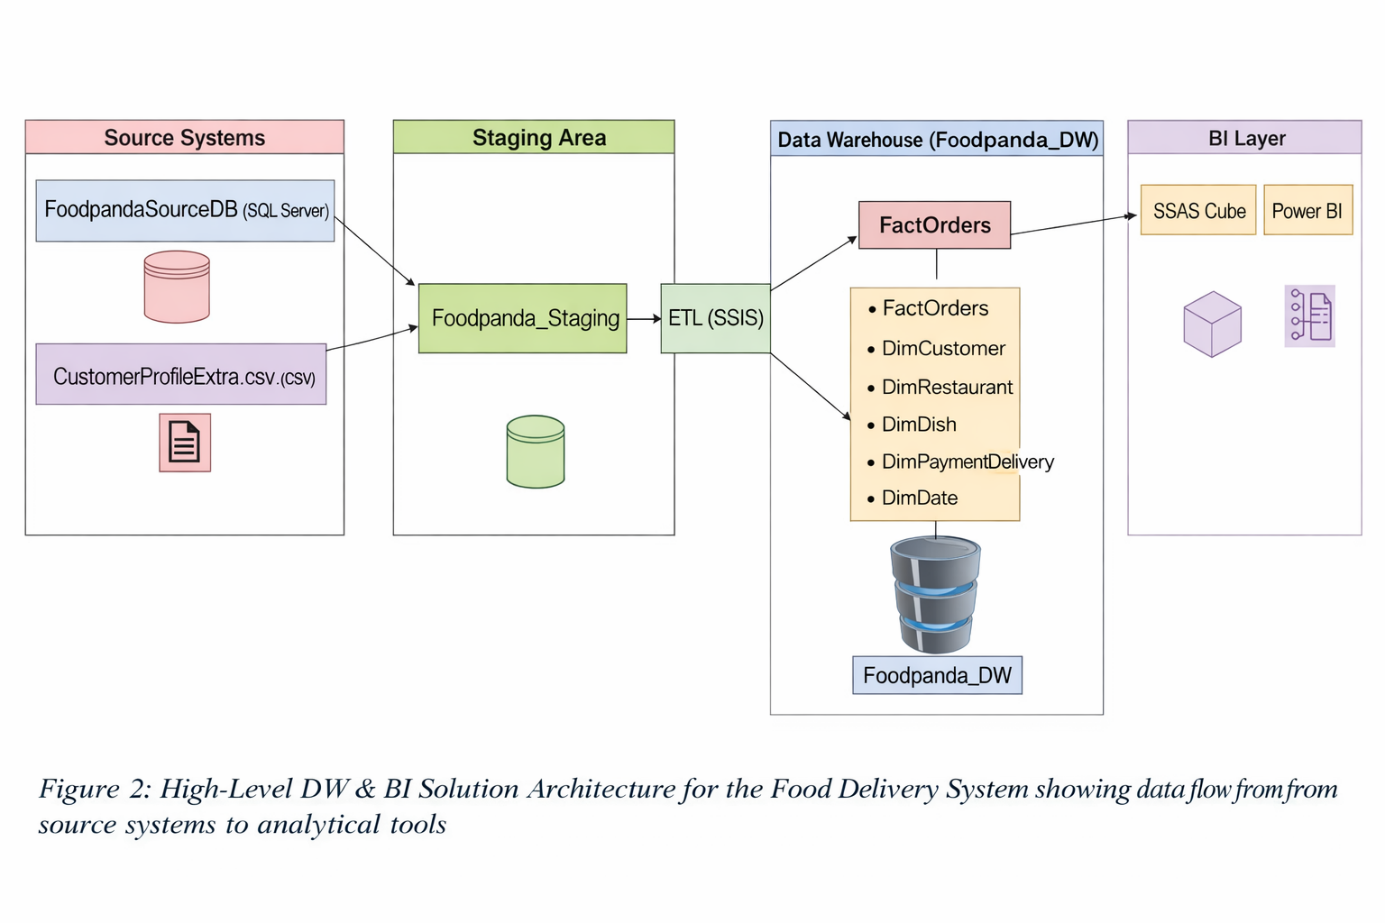 Source Systems
FoodpandaSourceDB (SQL Server)
CustomerProfileExtra.csv.(csv)
Staging Area
Foodpanda_Staging
ETL (SSIS)
Data Warehouse (Foodpanda_DW)
FactOrders
• FactOrders
• DimCustomer
• DimRestaurant
• DimDish
• DimPaymentDelivery
• DimDate
Foodpanda_DW
BI Layer
SSAS Cube
Power BI
Figure 2: High-Level DW & BI Solution Architecture for the Food Delivery System showing data flow from from
source systems to analytical tools